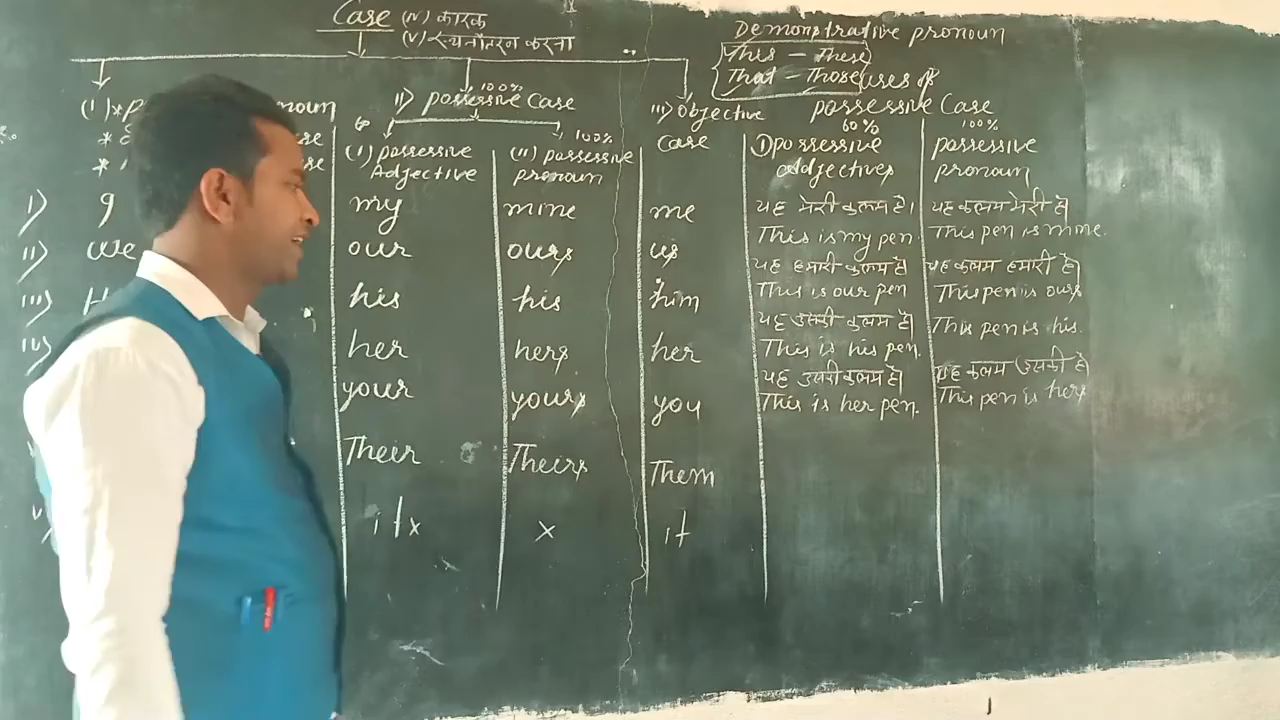 Case (N) कारक
(V) स्थानांतरण करना
Demonstrative pronoun
This - These
That - Those uses of
possessive Case
(i) * noun
100%
ii) possessive Case
iii) Objective
Case
(i) possessive
Adjective
100%
(ii) possessive
pronoun
60%
① possessive
adjectives
100%
possessive
pronoun
i) my mine me
ii) we our ours us
iii) his his him
iv) her hers her
your yours you
Their Theirs Them
its × it
यह मेरी कलम है। यह कलम मेरी है।
This is my pen This pen is mine.
यह हमारी कलम है। यह कलम हमारी है।
This is our pen This pen is ours
यह उसकी कलम है।
This is his pen. This pen is his.
यह उसकी कलम है। यह कलम उसकी है।
This is her pen. This pen is hers